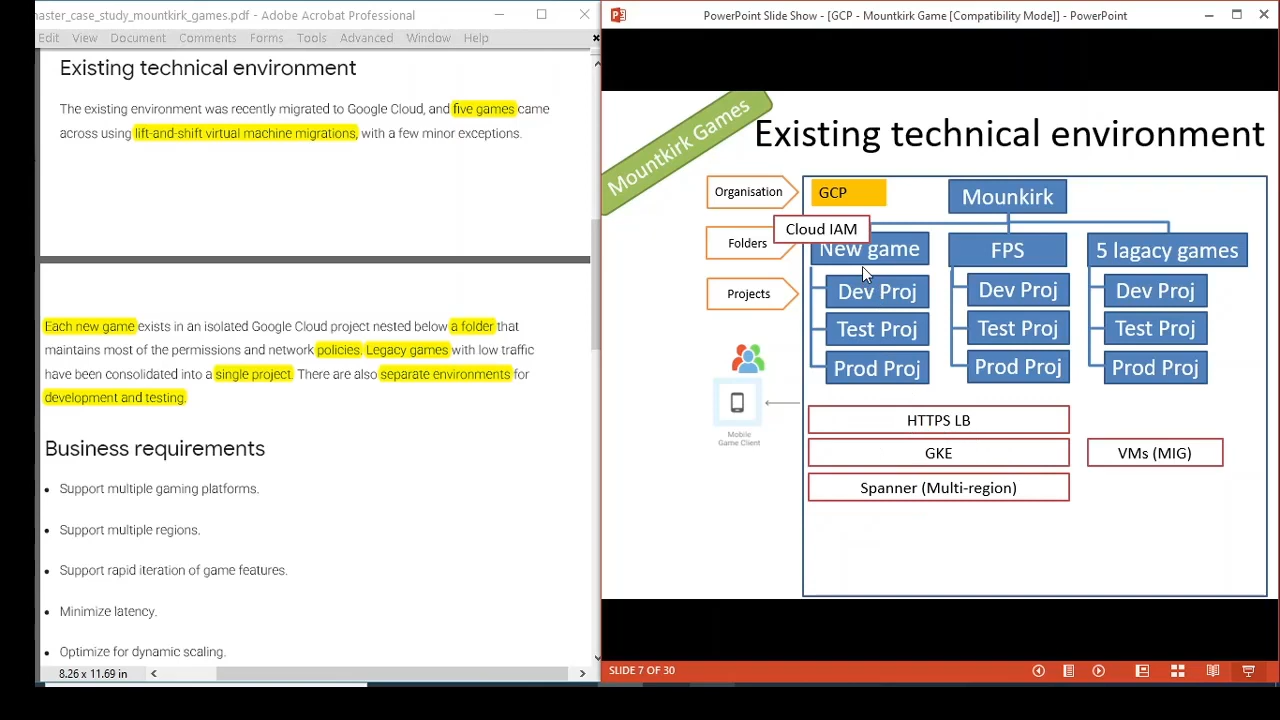 master_case_study_mountkirk_games.pdf - Adobe Acrobat Professional
Edit View Document Comments Forms Tools Advanced Window Help
Existing technical environment
The existing environment was recently migrated to Google Cloud, and five games came
across using lift-and-shift virtual machine migrations, with a few minor exceptions.
Each new game exists in an isolated Google Cloud project nested below a folder that
maintains most of the permissions and network policies. Legacy games with low traffic
have been consolidated into a single project. There are also separate environments for
development and testing.
Business requirements
• Support multiple gaming platforms.
• Support multiple regions.
• Support rapid iteration of game features.
• Minimize latency.
• Optimize for dynamic scaling.
8.26 x 11.69 in
PowerPoint Slide Show - [GCP - Mountkirk Game [Compatibility Mode]] - PowerPoint
Mountkirk Games
Existing technical environment
Organisation
GCP
Mounkirk
Cloud IAM
Folders
New game
FPS
5 lagacy games
Projects
Dev Proj
Dev Proj
Dev Proj
Test Proj
Test Proj
Test Proj
Prod Proj
Prod Proj
Prod Proj
Mobile
Game Client
HTTPS LB
GKE
VMs (MIG)
Spanner (Multi-region)
SLIDE 7 OF 30